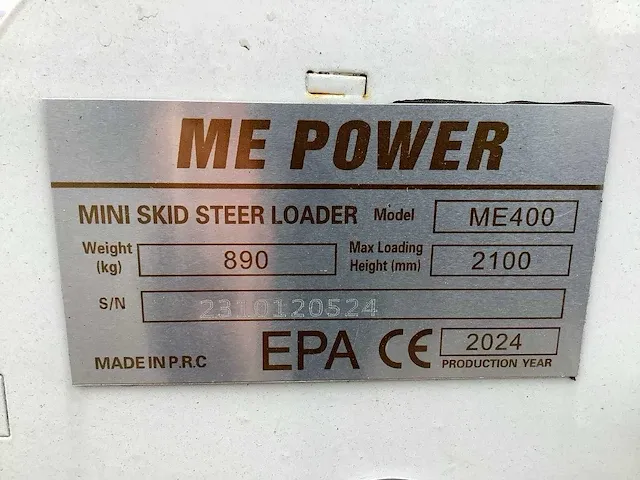 ME POWER
MINI SKID STEER LOADER Model ME400
Weight (kg) 890 Max Loading Height (mm) 2100
S/N 2310120524
MADE IN P.R.C EPA CE 2024
PRODUCTION YEAR